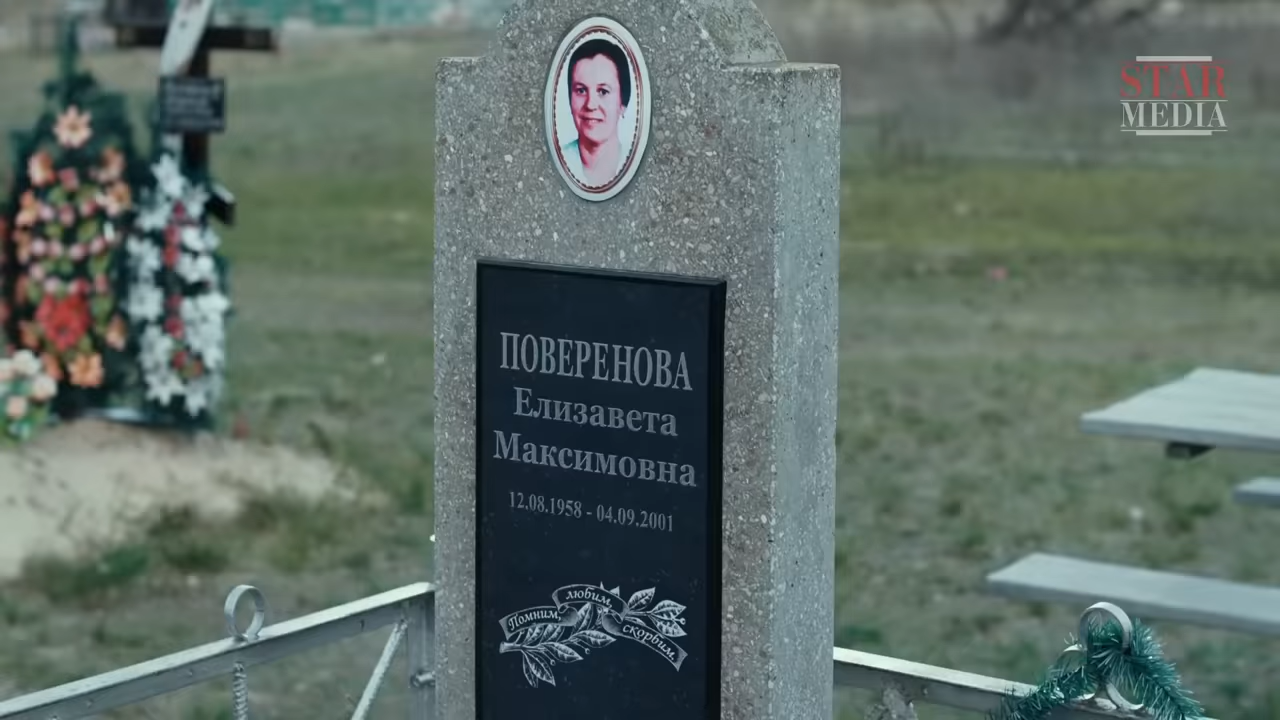 STAR
MEDIA
ПОВЕРЕНОВА
Елизавета
Максимовна
12.08.1958 - 04.09.2001
Помним,
любим,
скорбим.